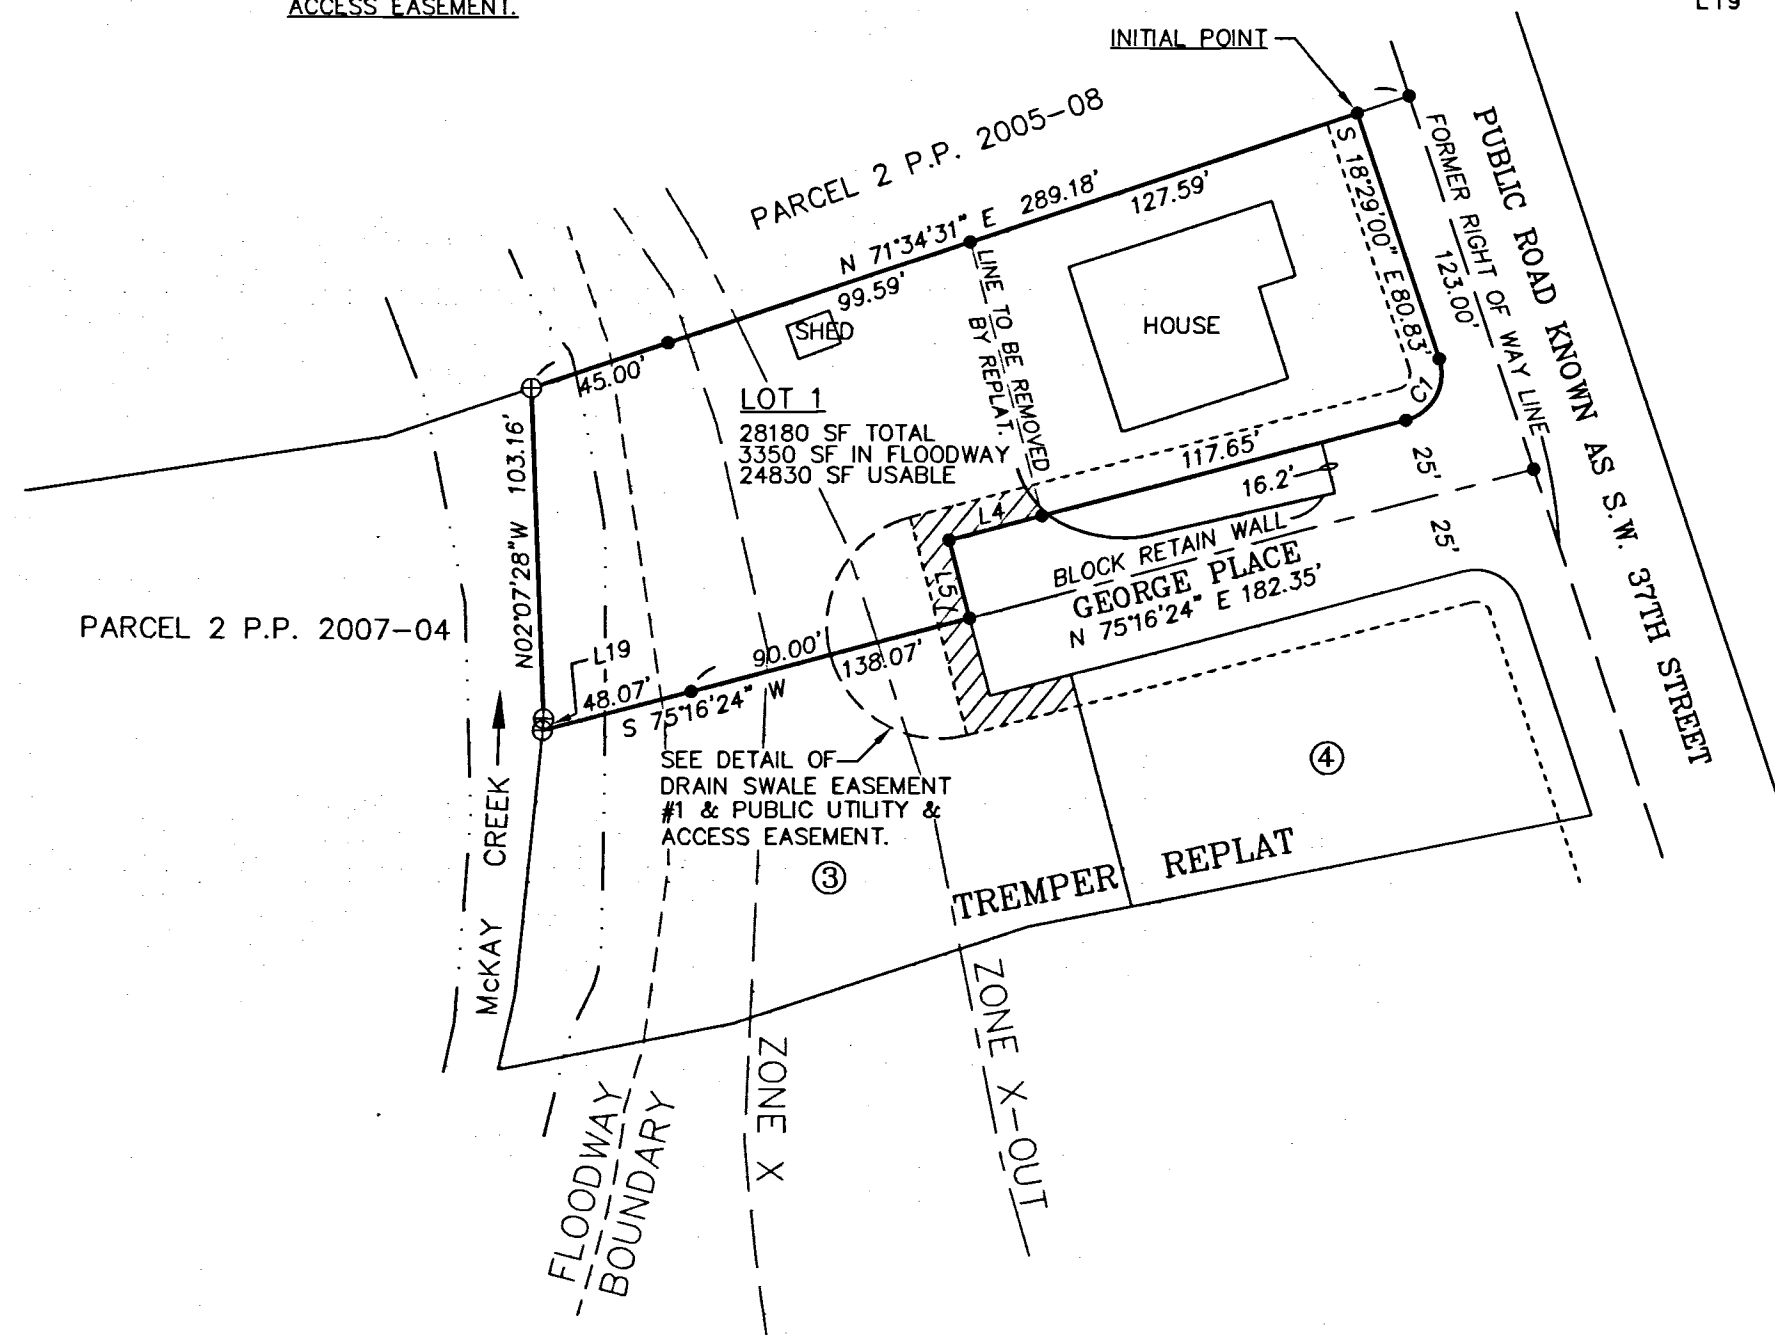 ACCESS EASEMENT.
L19
INITIAL POINT
PARCEL 2 P.P. 2005-08
N 71°34'31" E 289.18'
127.59'
99.59'
45.00'
SHED
HOUSE
LINE TO BE REMOVED
BY REPLAT.
S 18°29'00" E 80.83'
FORMER RIGHT OF WAY LINE
123.00'
PUBLIC ROAD KNOWN AS S.W. 37TH STREET
LOT 1
28180 SF TOTAL
3350 SF IN FLOODWAY
24830 SF USABLE
117.65'
16.2'
25'
25'
L4
L5
BLOCK RETAIN WALL
GEORGE PLACE
N 75°16'24" E 182.35'
N02°07'28"W 103.16'
PARCEL 2 P.P. 2007-04
L19
48.07'
90.00'
138.07'
S 75°16'24" W
SEE DETAIL OF
DRAIN SWALE EASEMENT
#1 & PUBLIC UTILITY &
ACCESS EASEMENT.
McKAY CREEK
3
4
TREMPER REPLAT
FLOODWAY
BOUNDARY
ZONE X
ZONE X-OUT